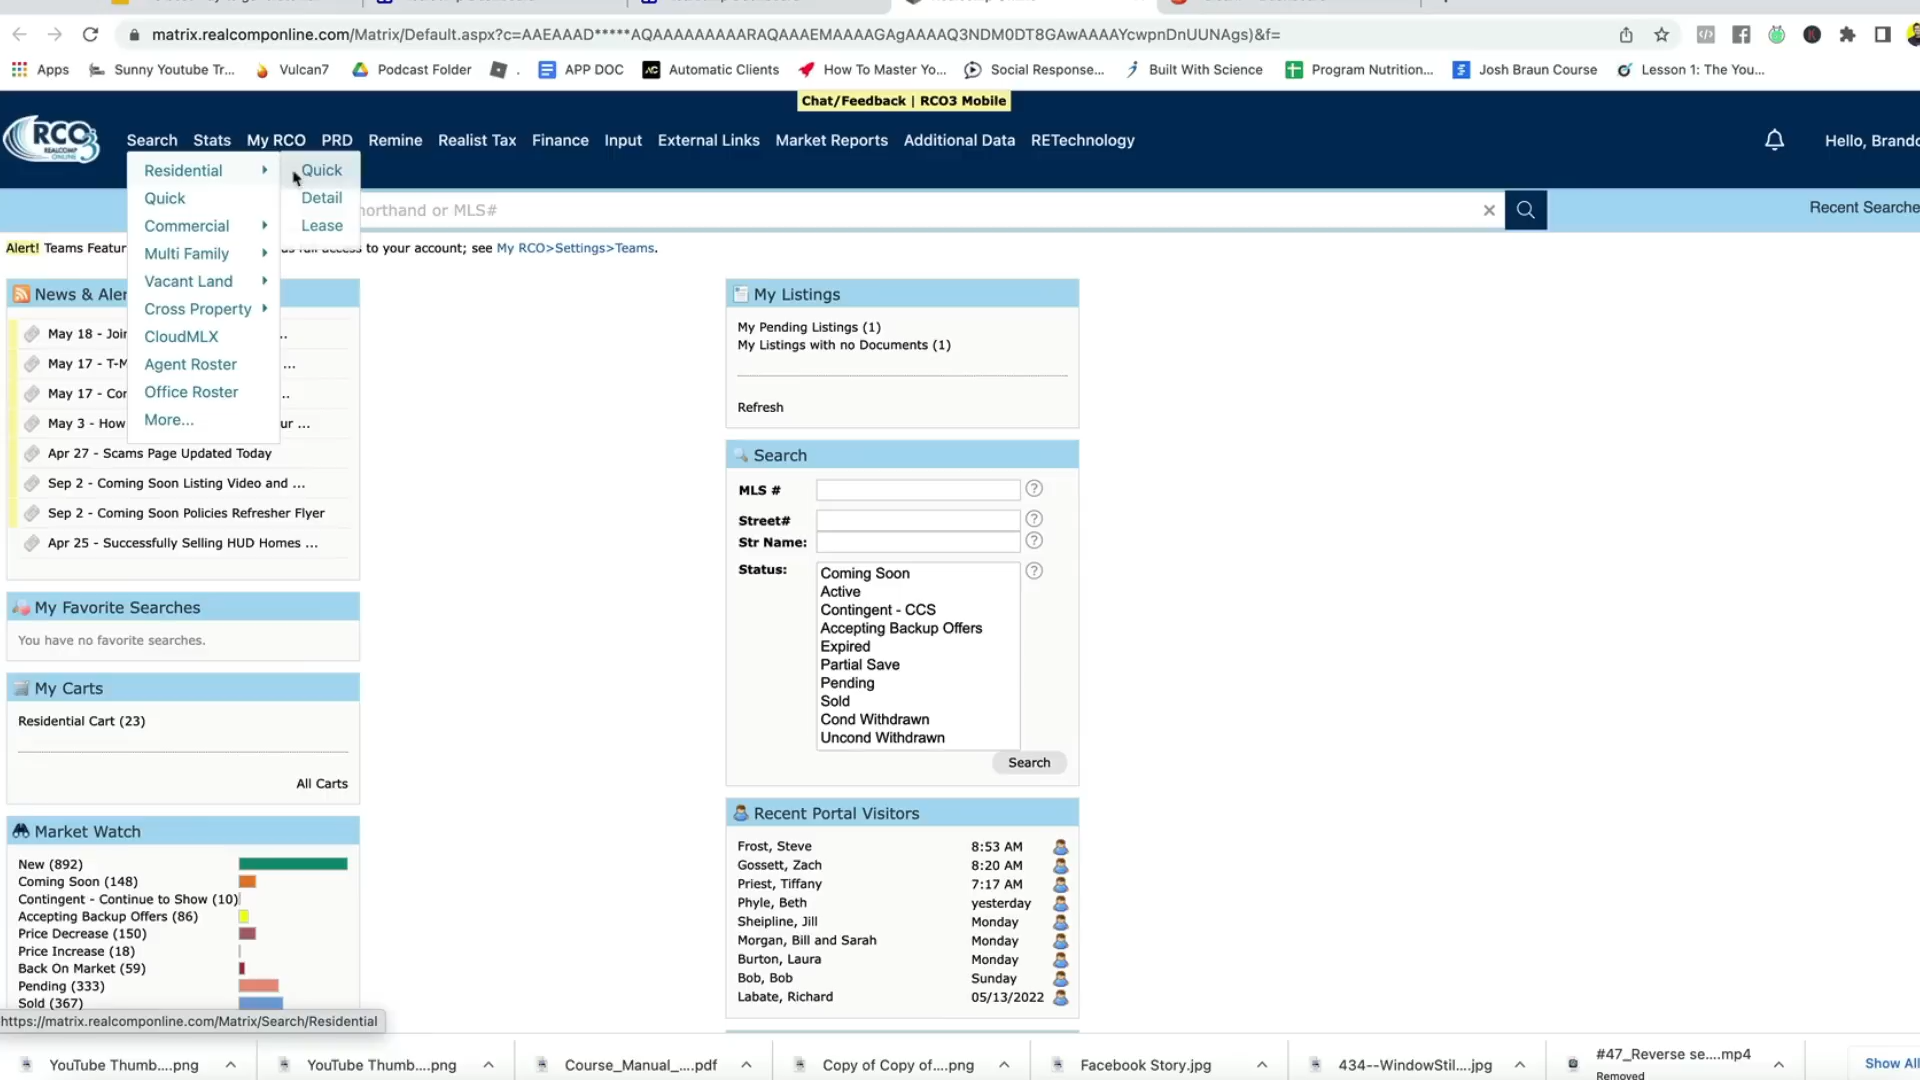 matrix.realcomponline.com/Matrix/Default.aspx?c=AAEAAAD*****AQAAAAAAAAARAQAAAEMAAAAGAgAAAAQ3NDM0DT8GAwAAAAYcwpnDnUUNAgs)&f=
Apps Sunny Youtube Tr... Vulcan7 Podcast Folder . APP DOC Automatic Clients How To Master Yo... Social Response... Built With Science Program Nutrition... Josh Braun Course Lesson 1: The You...
Chat/Feedback | RCO3 Mobile
RCO3
REALCOMP
ONLINE
Search Stats My RCO PRD Remine Realist Tax Finance Input External Links Market Reports Additional Data RETechnology
Hello, Brando
Residential
Quick
Commercial
Multi Family
Vacant Land
Cross Property
CloudMLX
Agent Roster
Office Roster
More...
Quick
Detail
Lease
horthand or MLS#
Recent Searche
Alert! Teams Featur
access to your account; see My RCO>Settings>Teams.
News & Aler
May 18 - Joir ...
May 17 - T-M ...
May 17 - Cor ...
May 3 - How ur ...
Apr 27 - Scams Page Updated Today
Sep 2 - Coming Soon Listing Video and ...
Sep 2 - Coming Soon Policies Refresher Flyer
Apr 25 - Successfully Selling HUD Homes ...
My Favorite Searches
You have no favorite searches.
My Carts
Residential Cart (23)
All Carts
Market Watch
New (892)
Coming Soon (148)
Contingent - Continue to Show (10)
Accepting Backup Offers (86)
Price Decrease (150)
Price Increase (18)
Back On Market (59)
Pending (333)
Sold (367)
https://matrix.realcomponline.com/Matrix/Search/Residential
My Listings
My Pending Listings (1)
My Listings with no Documents (1)
Refresh
Search
MLS #
Street#
Str Name:
Status:
Coming Soon
Active
Contingent - CCS
Accepting Backup Offers
Expired
Partial Save
Pending
Sold
Cond Withdrawn
Uncond Withdrawn
Search
Recent Portal Visitors
Frost, Steve 8:53 AM
Gossett, Zach 8:20 AM
Priest, Tiffany 7:17 AM
Phyle, Beth yesterday
Sheipline, Jill Monday
Morgan, Bill and Sarah Monday
Burton, Laura Monday
Bob, Bob Sunday
Labate, Richard 05/13/2022
YouTube Thumb....png YouTube Thumb....png Course_Manual_....pdf Copy of Copy of....png Facebook Story.jpg 434--WindowStil....jpg #47_Reverse se....mp4
Removed
Show All